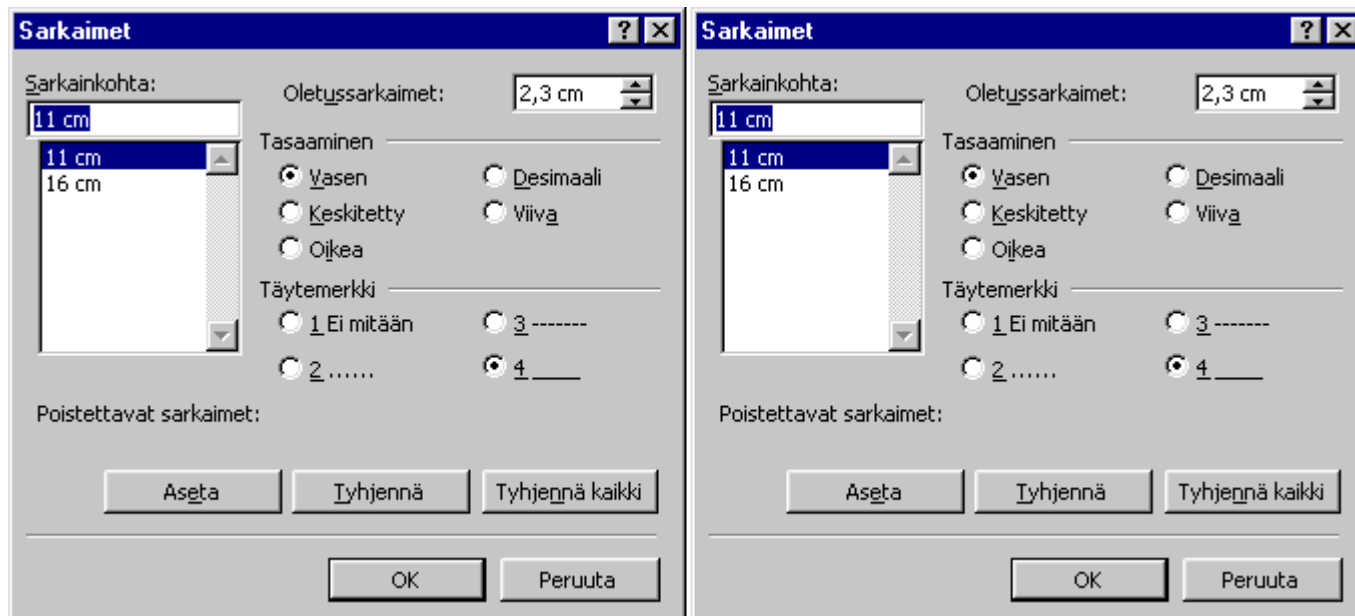 Sarkaimet
Sarkainkohta:
Oletussarkaimet:
2,3 cm
11 cm
11 cm
16 cm
Tasaaminen
Vasen
Desimaali
Keskitetty
Viiva
Oikea
Täytemerkki
1 Ei mitään
3 -------
2 ......
4 ____
Poistettavat sarkaimet:
Aseta
Tyhjennä
Tyhjennä kaikki
OK
Peruuta
Sarkaimet
Sarkainkohta:
Oletussarkaimet:
2,3 cm
11 cm
11 cm
16 cm
Tasaaminen
Vasen
Desimaali
Keskitetty
Viiva
Oikea
Täytemerkki
1 Ei mitään
3 -------
2 ......
4 ____
Poistettavat sarkaimet:
Aseta
Tyhjennä
Tyhjennä kaikki
OK
Peruuta